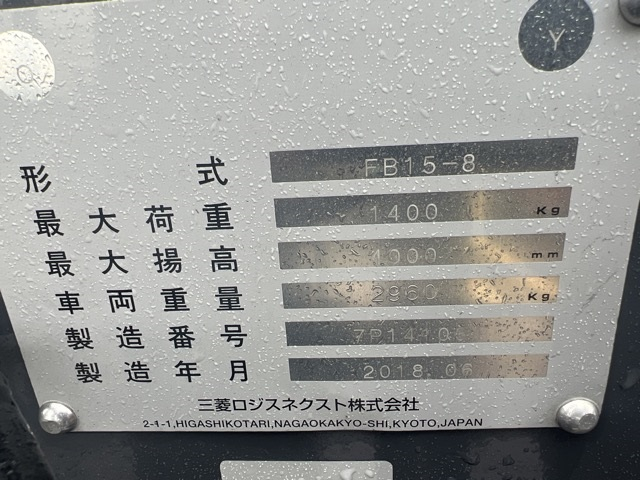 Q
Y
形式 FB15-8
最大荷重 1400 Kg
最大揚高 4000 mm
車両重量 2860 Kg
製造番号
製造年月 2018.06
三菱ロジスネクスト株式会社
2-1-1,HIGASHIKOTARI,NAGAOKAKYO-SHI,KYOTO,JAPAN